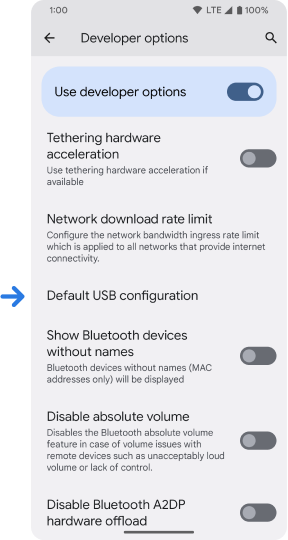 1:00 LTE 100%
Developer options
Use developer options
Tethering hardware
acceleration
Use tethering hardware acceleration if
available
Network download rate limit
Configure the network bandwidth ingress rate limit
which is applied to all networks that provide internet
connectivity.
Default USB configuration
Show Bluetooth devices
without names
Bluetooth devices without names (MAC
addresses only) will be displayed
Disable absolute volume
Disables the Bluetooth absolute volume
feature in case of volume issues with
remote devices such as unacceptably loud
volume or lack of control.
Disable Bluetooth A2DP
hardware offload